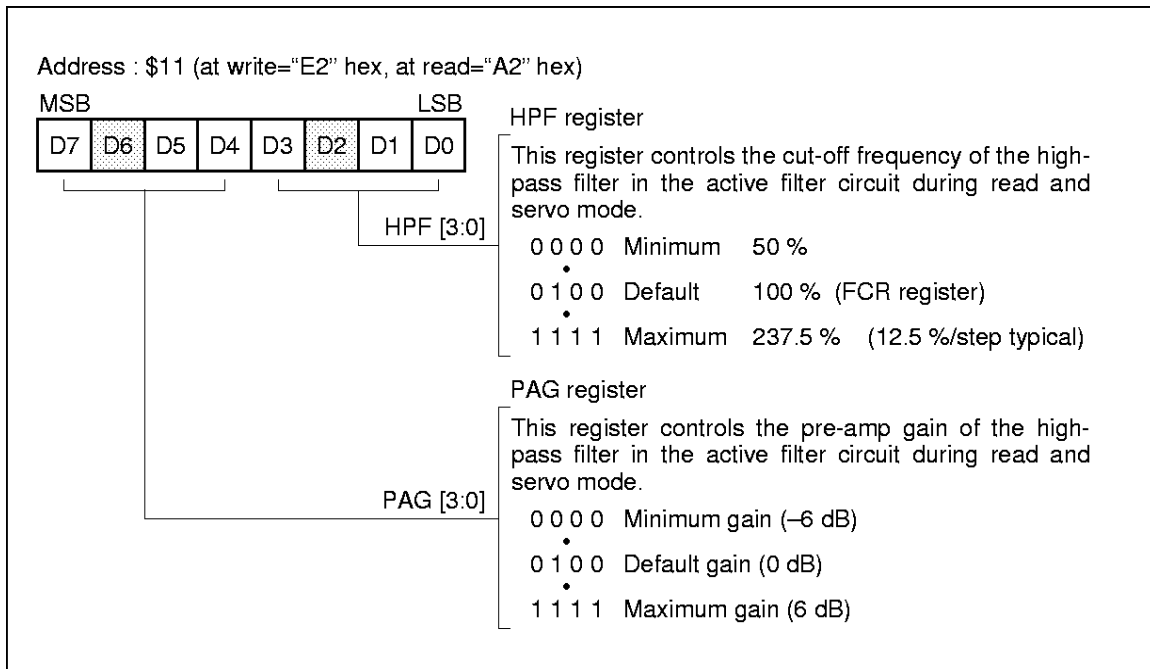 Address : $11 (at write=“E2” hex, at read=“A2” hex)
MSB LSB
D7 D6 D5 D4 D3 D2 D1 D0
HPF register
This register controls the cut-off frequency of the high-
pass filter in the active filter circuit during read and
servo mode.
HPF [3:0]
0 0 0 0 Minimum 50 %
0 1 0 0 Default 100 % (FCR register)
1 1 1 1 Maximum 237.5 % (12.5 %/step typical)
PAG register
This register controls the pre-amp gain of the high-
pass filter in the active filter circuit during read and
servo mode.
PAG [3:0]
0 0 0 0 Minimum gain (–6 dB)
0 1 0 0 Default gain (0 dB)
1 1 1 1 Maximum gain (6 dB)